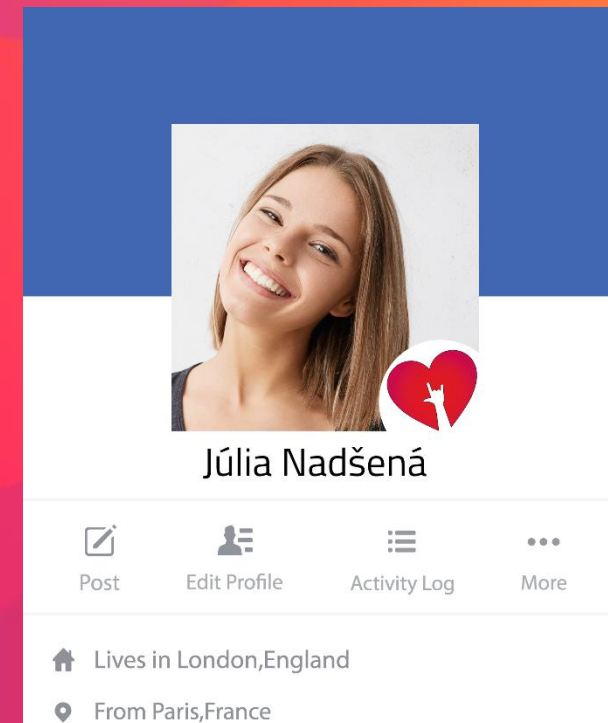 Júlia Nadšená
Post Edit Profile Activity Log More
Lives in London,England
From Paris,France